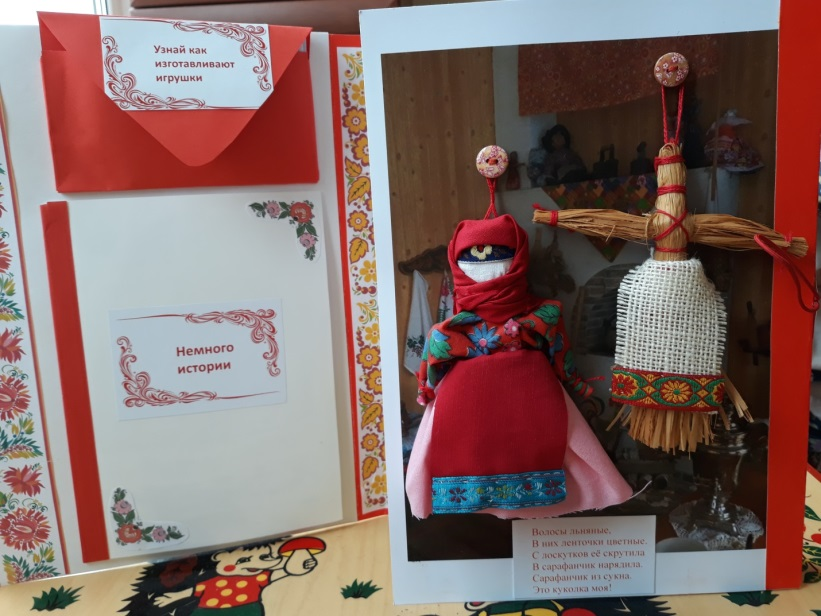 Узнай как
изготавливают
игрушки
Немного
истории
Волосы льняные,
В них ленточки цветные.
С лоскутков её скрутила
В сарафанчик нарядила.
Сарафанчик из сукна.
Это куколка моя!